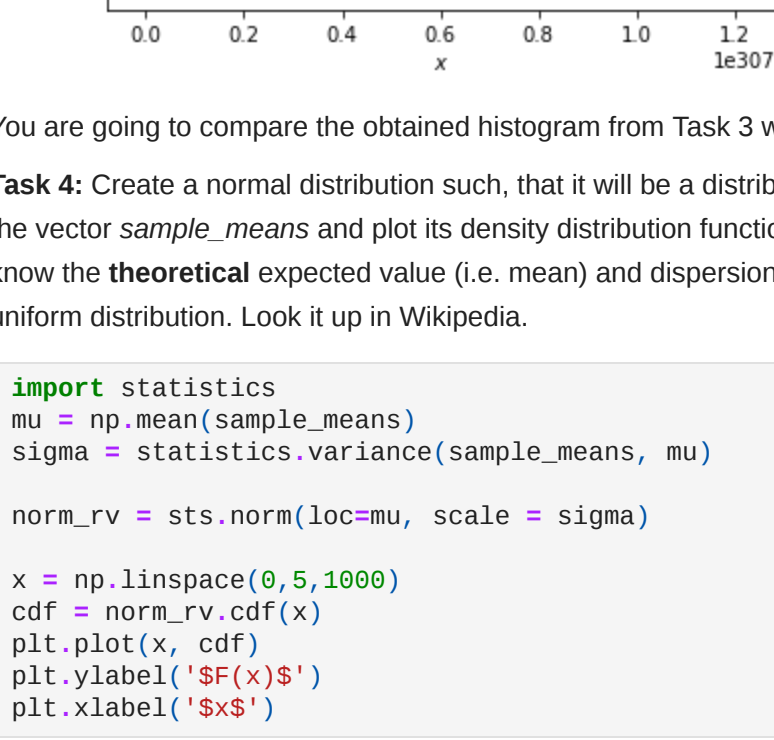 0.0 0.2 0.4 0.6 0.8 1.0 1.2
x 1e307
You are going to compare the obtained histogram from Task 3 w
Task 4: Create a normal distribution such, that it will be a distrib
the vector sample_means and plot its density distribution functio
know the theoretical expected value (i.e. mean) and dispersion
uniform distribution. Look it up in Wikipedia.
import statistics
mu = np.mean(sample_means)
sigma = statistics.variance(sample_means, mu)
norm_rv = sts.norm(loc=mu, scale = sigma)
x = np.linspace(0,5,1000)
cdf = norm_rv.cdf(x)
plt.plot(x, cdf)
plt.ylabel('$F(x)$')
plt.xlabel('$x$')